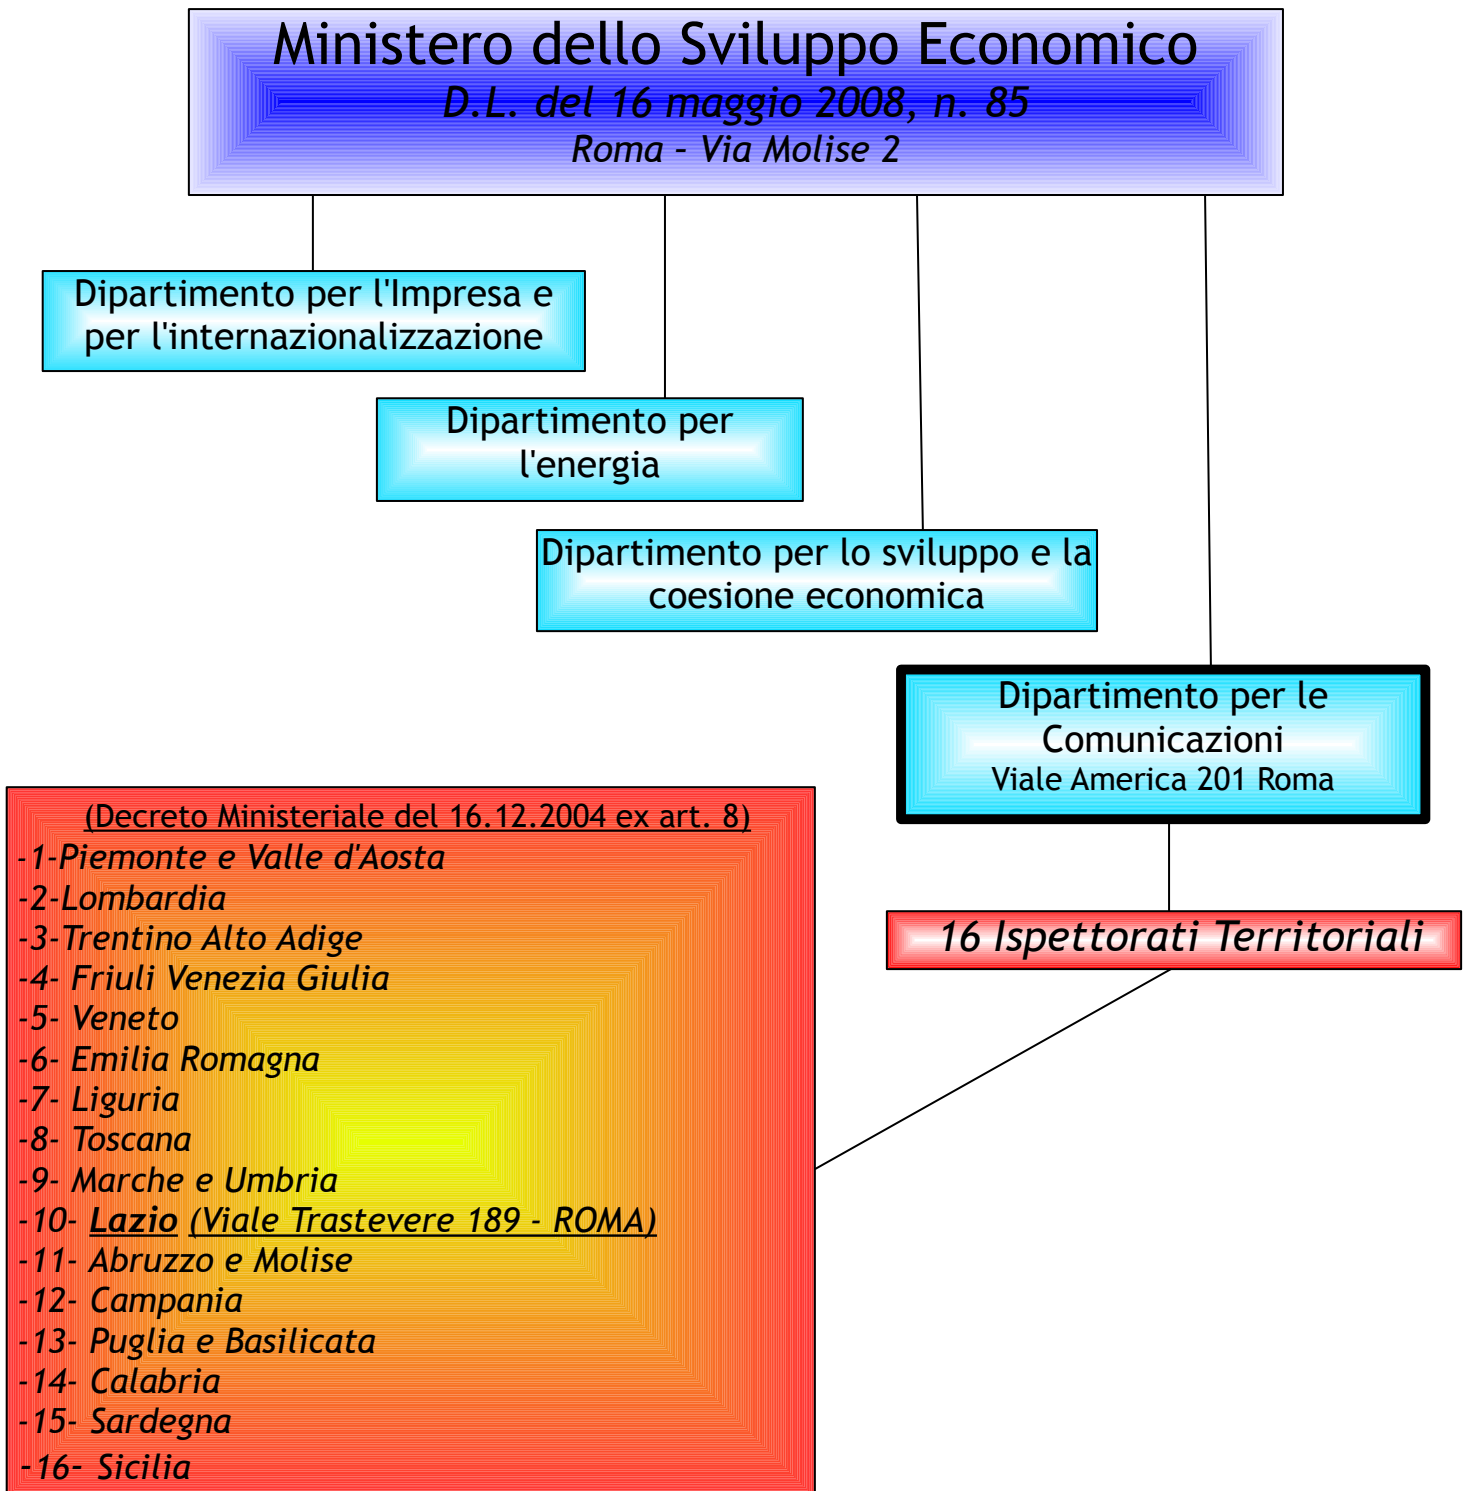 Ministero dello Sviluppo Economico
D.L. del 16 maggio 2008, n. 85
Roma – Via Molise 2
Dipartimento per l'Impresa e
per l'internazionalizzazione
Dipartimento per
l'energia
Dipartimento per lo sviluppo e la
coesione economica
Dipartimento per le
Comunicazioni
Viale America 201 Roma
16 Ispettorati Territoriali
(Decreto Ministeriale del 16.12.2004 ex art. 8)
-1-Piemonte e Valle d'Aosta
-2-Lombardia
-3-Trentino Alto Adige
-4- Friuli Venezia Giulia
-5- Veneto
-6- Emilia Romagna
-7- Liguria
-8- Toscana
-9- Marche e Umbria
-10- Lazio (Viale Trastevere 189 - ROMA)
-11- Abruzzo e Molise
-12- Campania
-13- Puglia e Basilicata
-14- Calabria
-15- Sardegna
-16- Sicilia